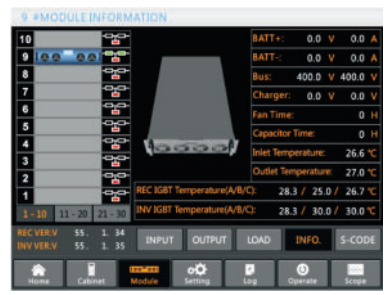 9 #MODULE INFORMATION
10
9
8
7
6
5
4
3
2
1
1 - 10 11 - 20 21 - 30
BATT+: 0.0 V 0.0 A
BATT-: 0.0 V 0.0 A
Bus: 400.0 V 400.0 V
Charger: 0.0 V 0.0 A
Fan Time: 0 H
Capacitor Time: 0 H
Inlet Temperature: 26.6 ℃
Outlet Temperature: 27.0 ℃
REC IGBT Temperature(A/B/C): 28.3 / 25.0 / 26.7 ℃
INV IGBT Temperature(A/B/C): 28.3 / 30.0 / 30.0 ℃
REC VER:V 55. 1. 34
INV VER:V 55. 1. 35
INPUT OUTPUT LOAD INFO. S-CODE
Home Cabinet Module Setting Log Operate Scope